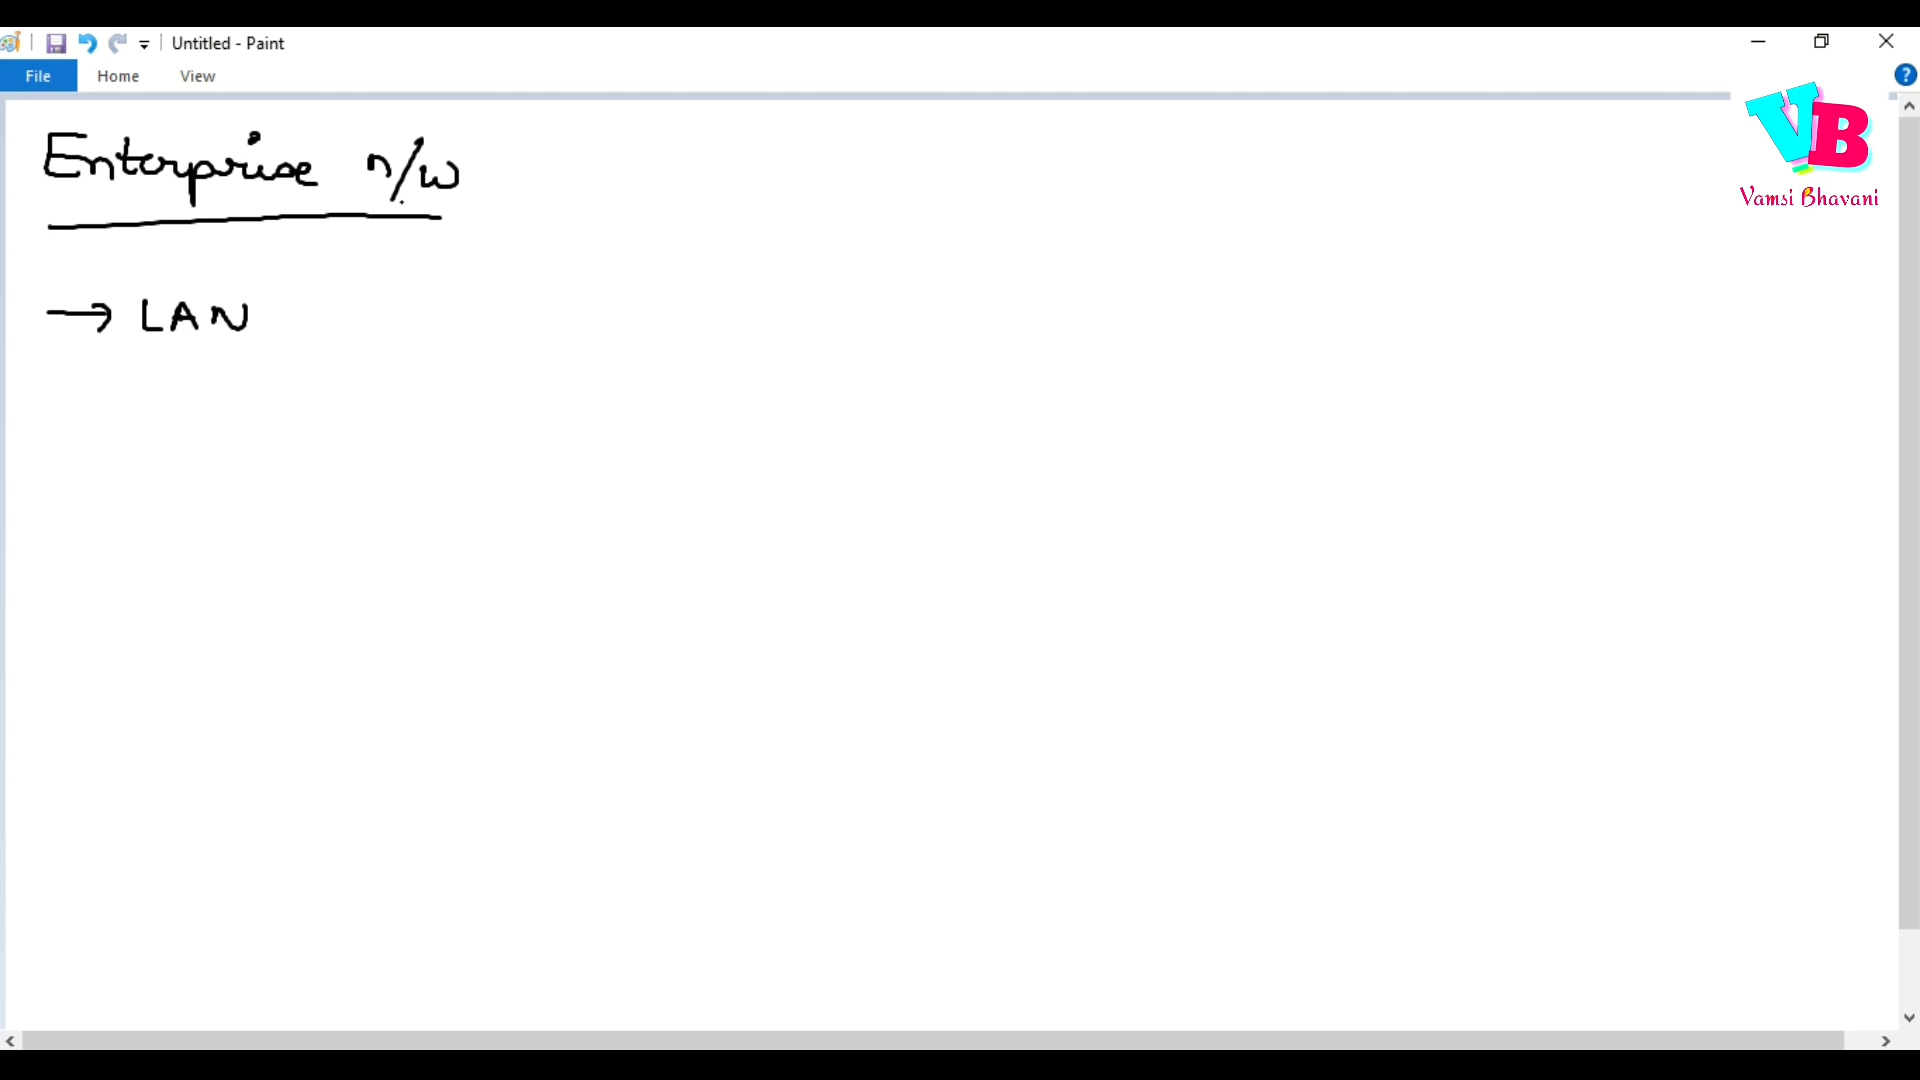 Untitled - Paint
File Home View
VB
Vamsi Bhavani
Enterprise n/w
→ LAN